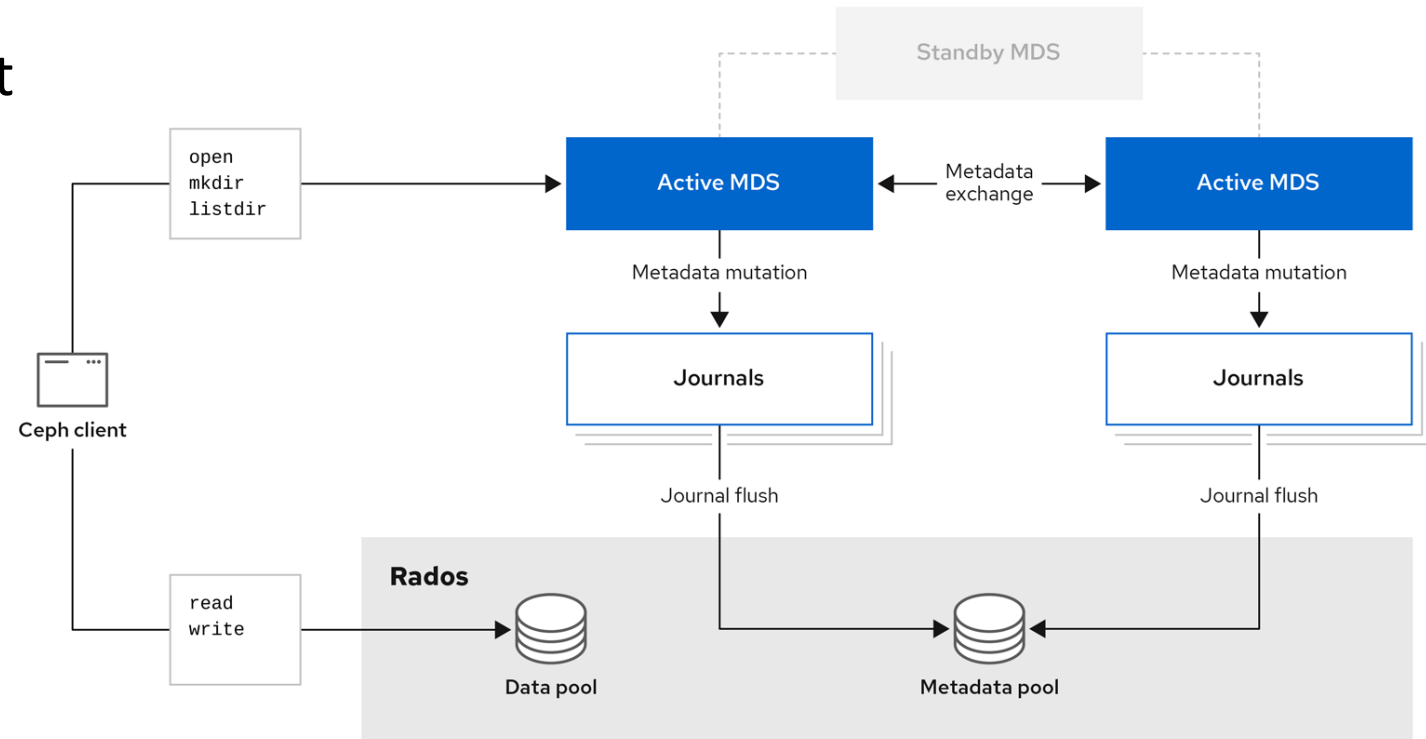 t
Standby MDS
open
mkdir
listdir
Active MDS
Metadata
exchange
Active MDS
Metadata mutation
Metadata mutation
Journals
Journals
Ceph client
Journal flush
Journal flush
Rados
read
write
Data pool
Metadata pool